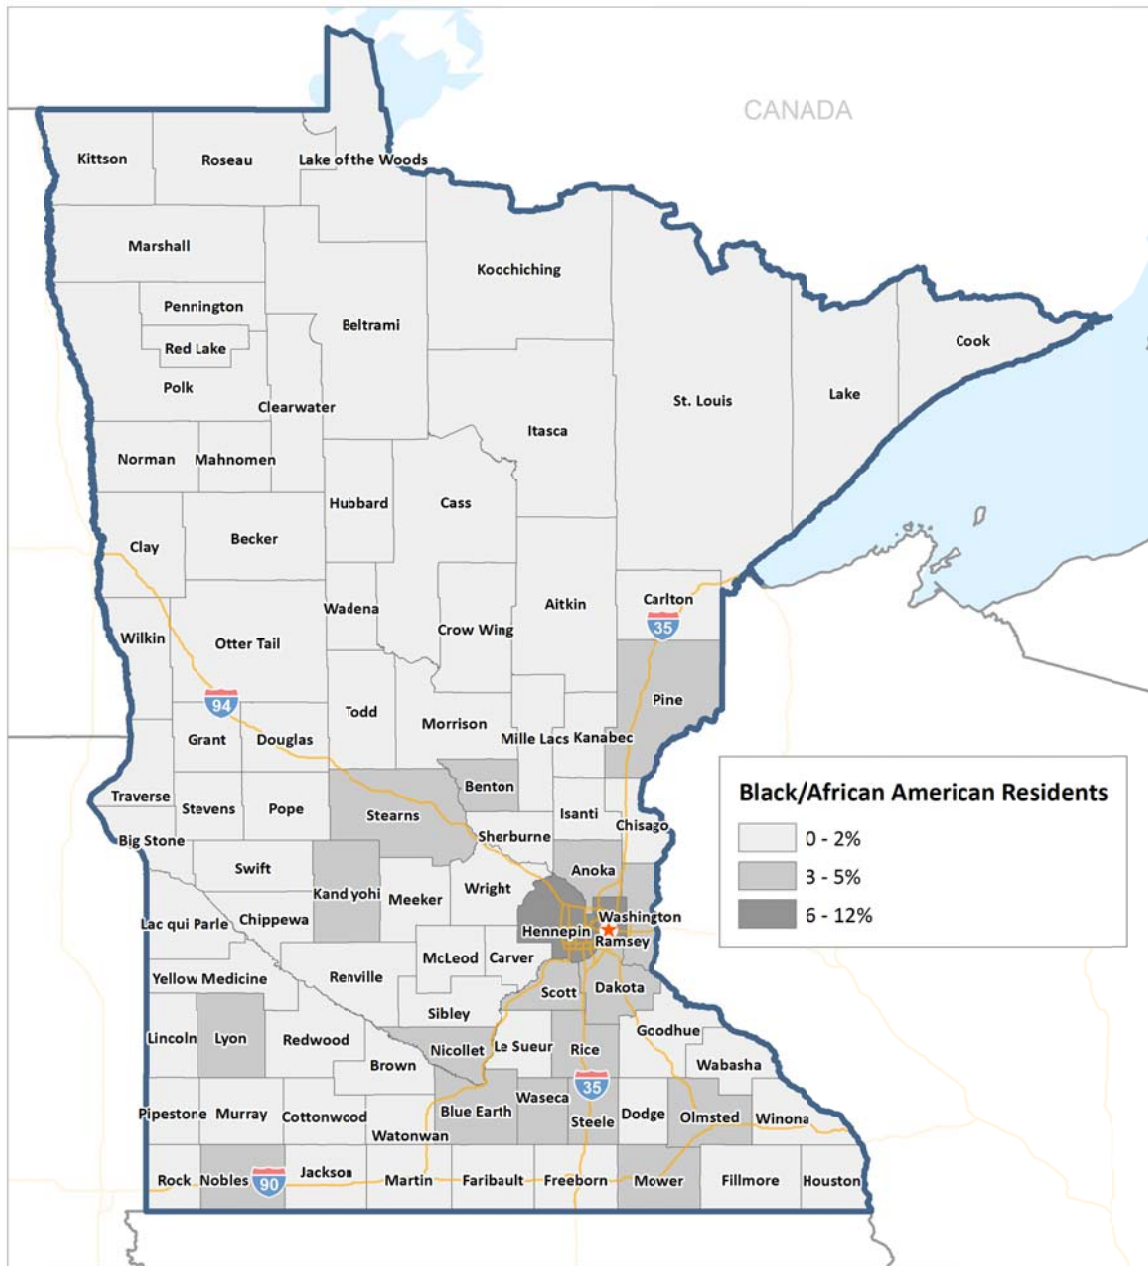 CANADA
Kittson
Roseau
Lake of the Woods
Marshall
Koochiching
Pennington
Beltrami
Red Lake
Cook
Polk
St. Louis
Lake
Clearwater
Itasca
Norman
Mahnomen
Hubbard
Cass
Clay
Becker
Carlton
Aitkin
Wadena
35
Crow Wing
Wilkin
Otter Tail
Pine
94
Todd
Morrison
Grant
Douglas
Mille Lacs
Kanabec
Benton
Traverse
Stevens
Pope
Stearns
Isanti
Chisago
Black/African American Residents
0 - 2%
3 - 5%
6 - 12%
Big Stone
Sherburne
Swift
Anoka
Kandyohi
Meeker
Wright
Lac qui Parle
Chippewa
Washington
Hennepin
Ramsey
McLeod
Carver
Yellow Medicine
Renville
Scott
Dakota
Sibley
Goodhue
Lincoln
Lyon
Redwood
Nicollet
Le Sueur
Rice
Brown
Wabasha
35
Waseca
Pipestone
Murray
Cottonwood
Blue Earth
Steele
Dodge
Olmsted
Winona
Watonwan
Rock
Nobles
90
Jackson
Martin
Faribault
Freeborn
Mower
Fillmore
Houston